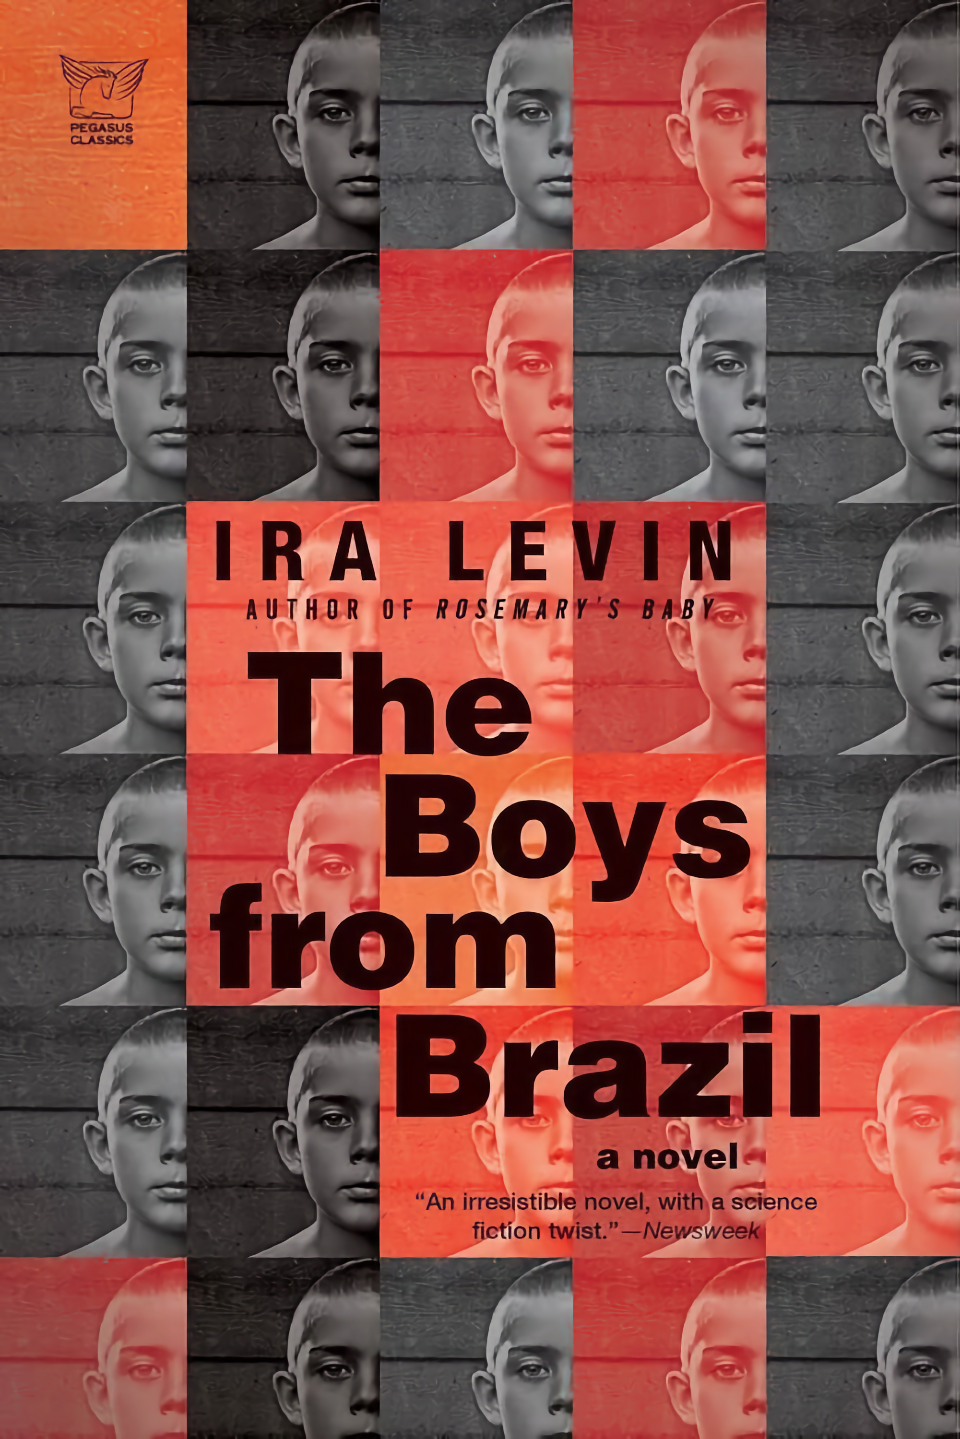 PEGASUS
CLASSICS
IRA LEVIN
AUTHOR OF ROSEMARY'S BABY
The
Boys
from
Brazil
a novel
“An irresistible novel, with a science
fiction twist.”—Newsweek